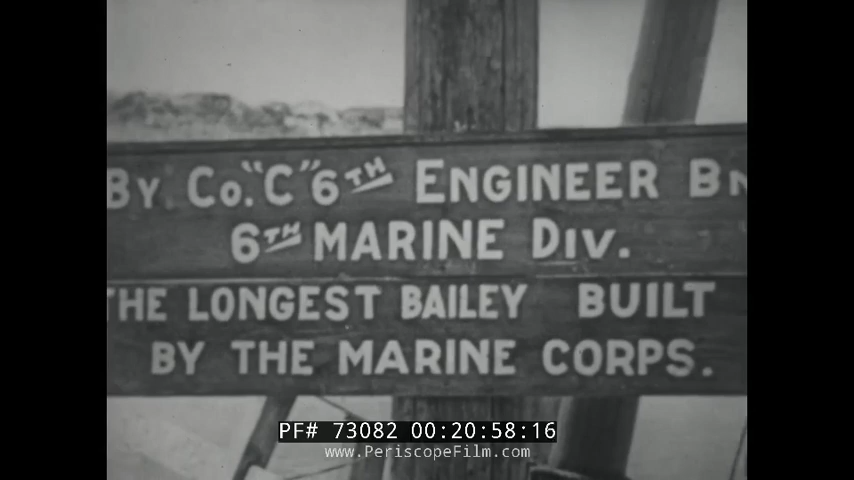 By Co. "C" 6TH ENGINEER BN
6TH MARINE DIV.
THE LONGEST BAILEY BUILT
BY THE MARINE CORPS.
PF# 73082 00:20:58:16
www.PeriscopeFilm.com